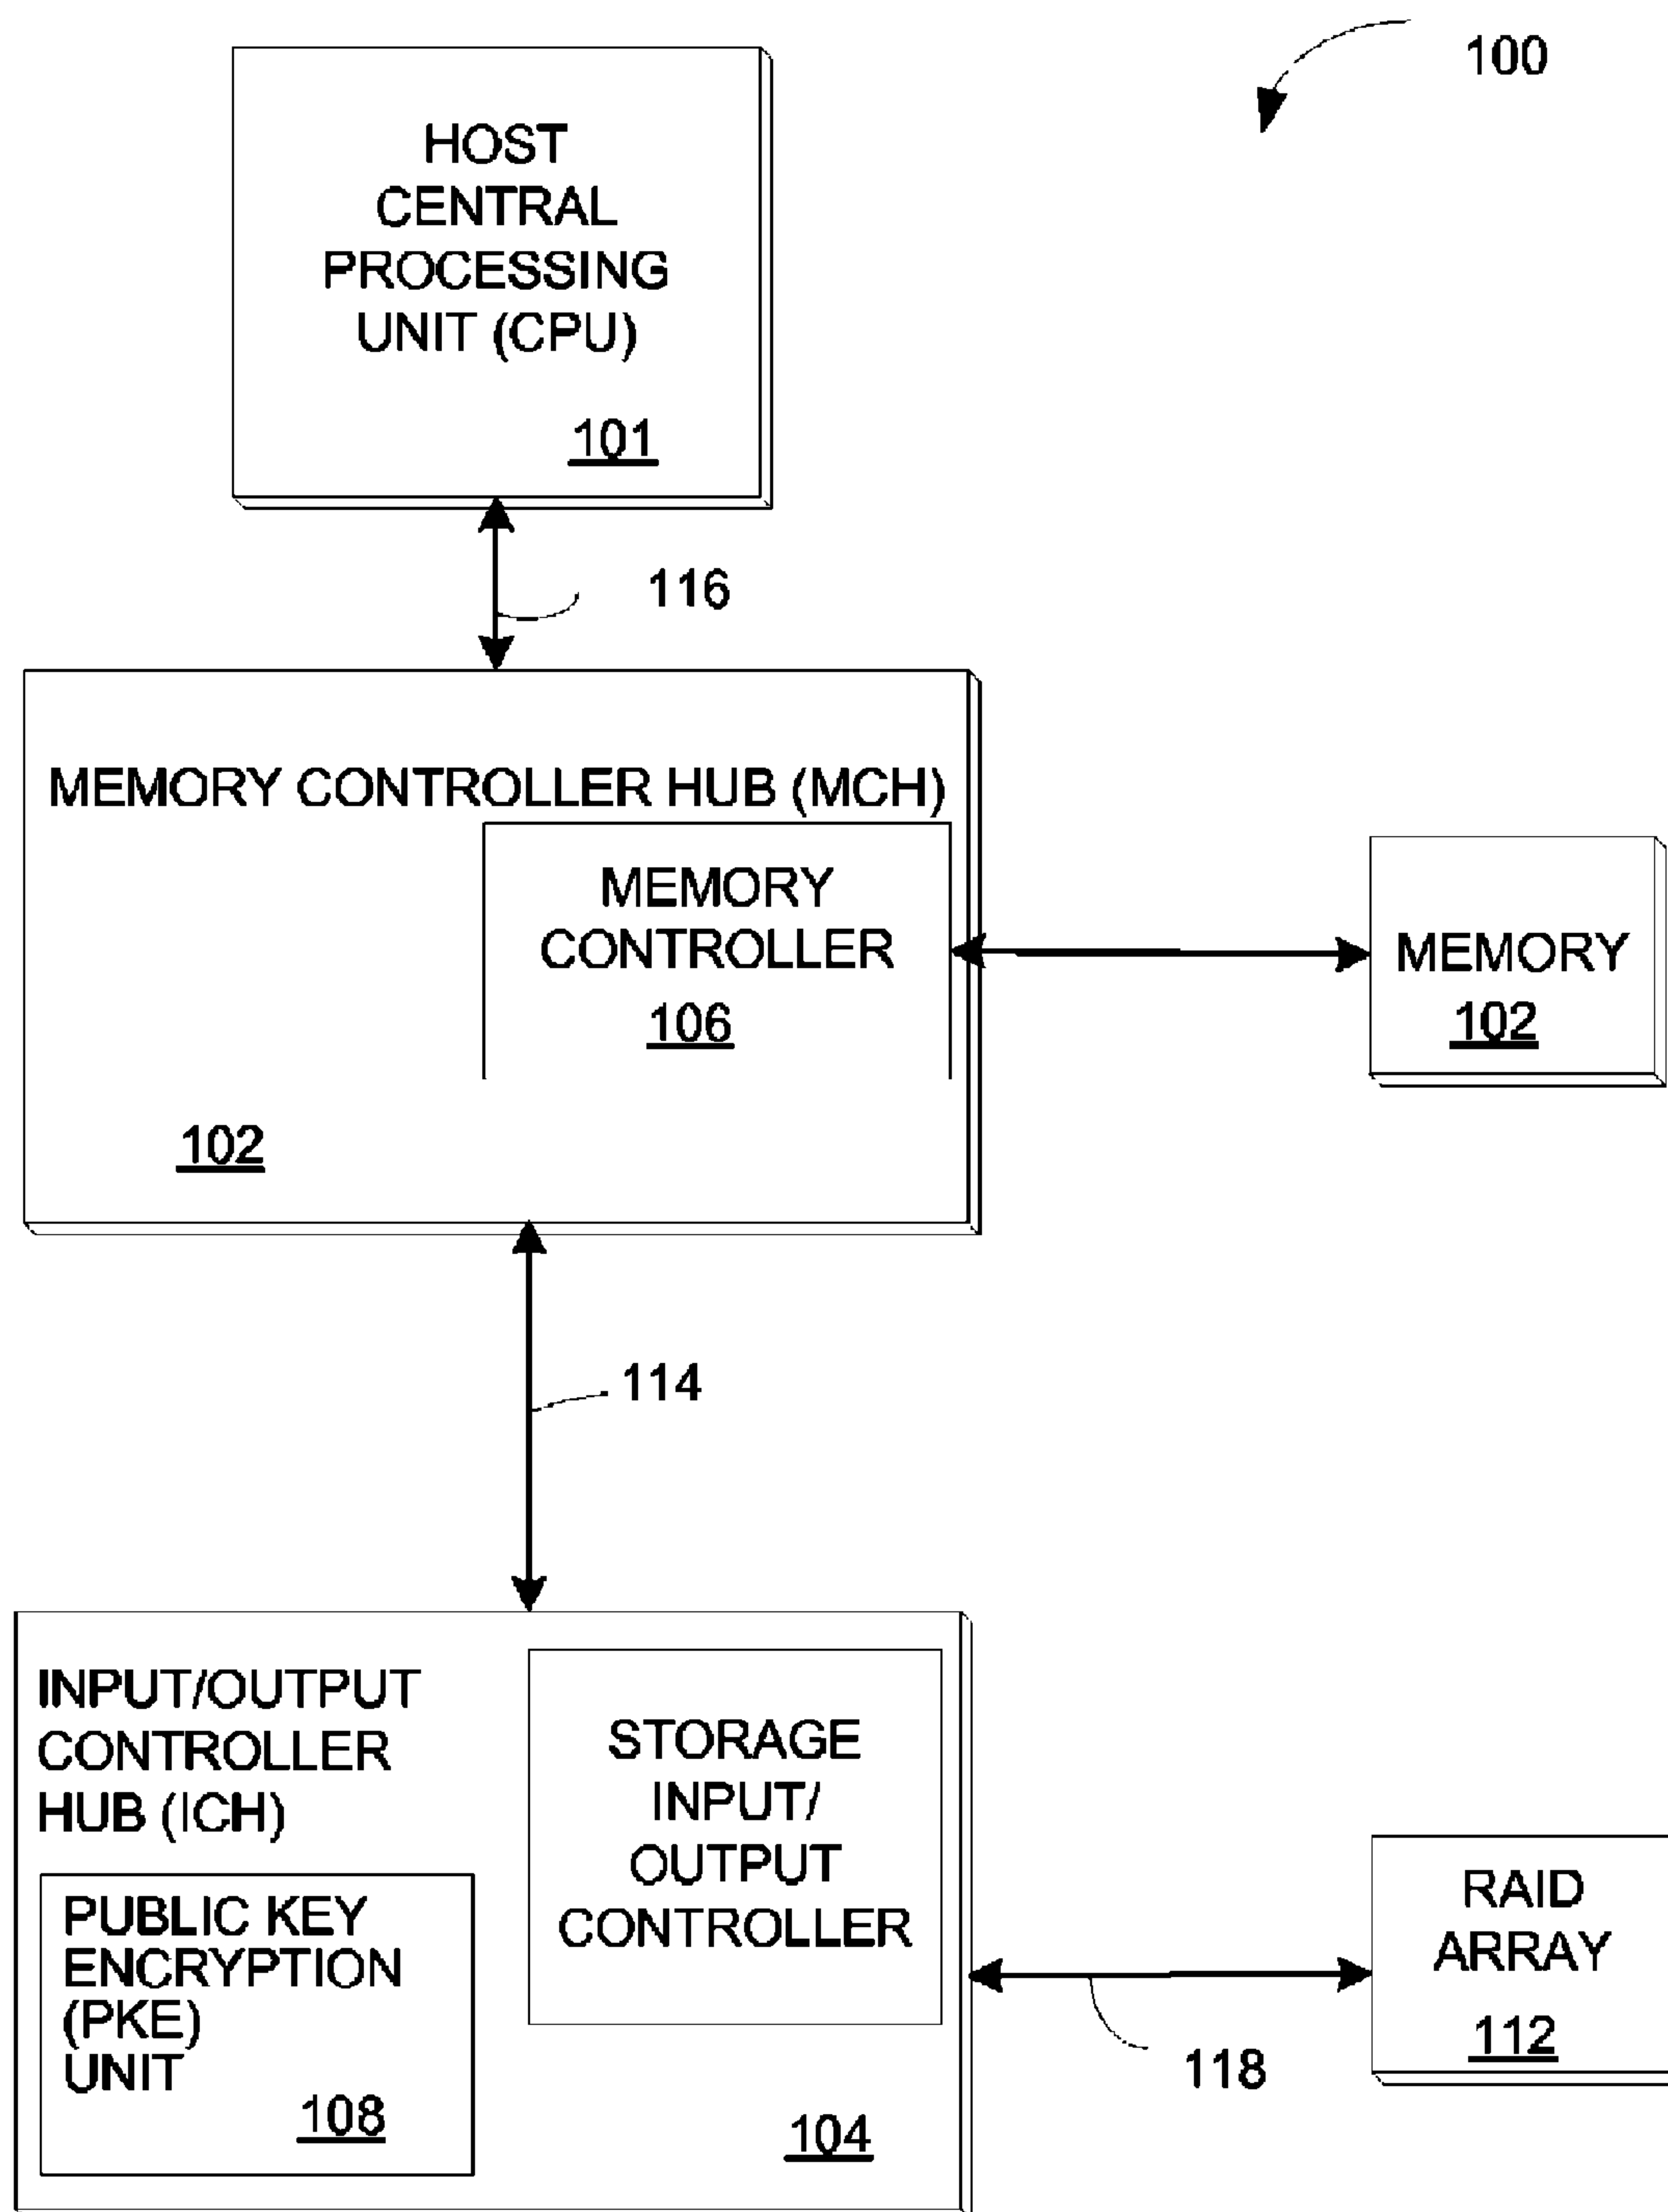 100
HOST
CENTRAL
PROCESSING
UNIT (CPU)
101
116
MEMORY CONTROLLER HUB (MCH)
MEMORY
CONTROLLER
106
102
MEMORY
102
114
INPUT/OUTPUT
CONTROLLER
HUB (ICH)
STORAGE
INPUT/
OUTPUT
CONTROLLER
PUBLIC KEY
ENCRYPTION
(PKE)
UNIT
108
104
118
RAID
ARRAY
112